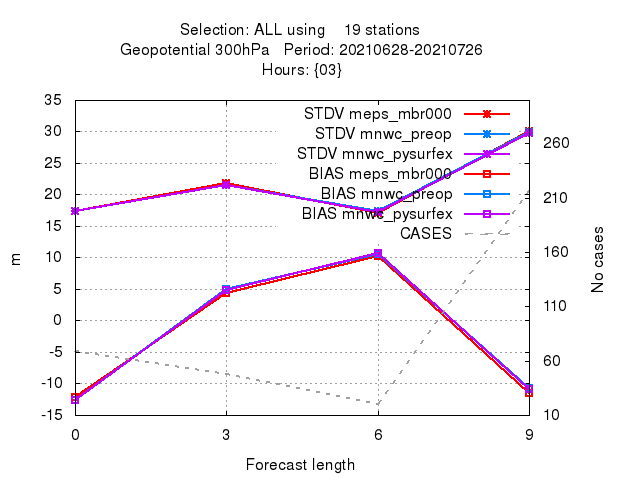 Selection: ALL using 19 stations
Geopotential 300hPa Period: 20210628-20210726
Hours: {03}
35
30
25
20
15
10
5
0
-5
-10
-15
m
STDV meps_mbr000
STDV mnwc_preop
STDV mnwc_pysurfex
BIAS meps_mbr000
BIAS mnwc_preop
BIAS mnwc_pysurfex
CASES
260
210
160
110
60
10
No cases
0 3 6 9
Forecast length